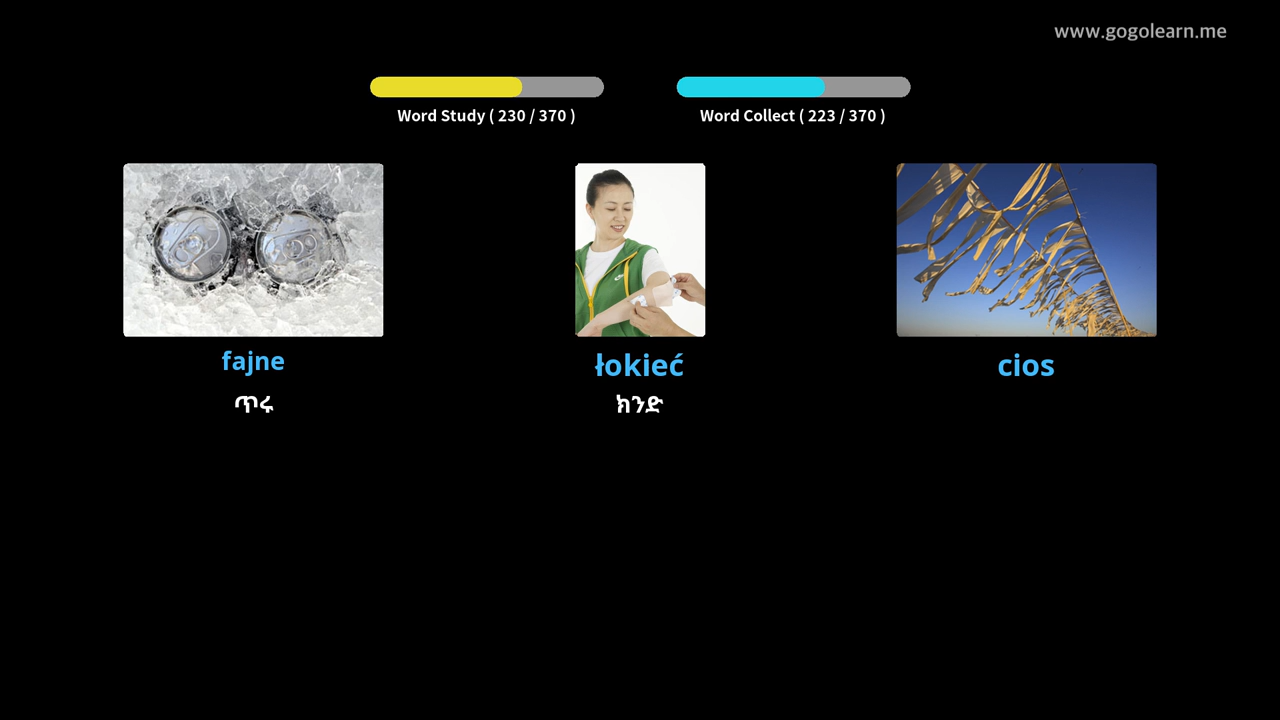 www.gogolearn.me
Word Study ( 230 / 370 )
Word Collect ( 223 / 370 )
fajne
łokieć
cios
ጥሩ
ክንድ